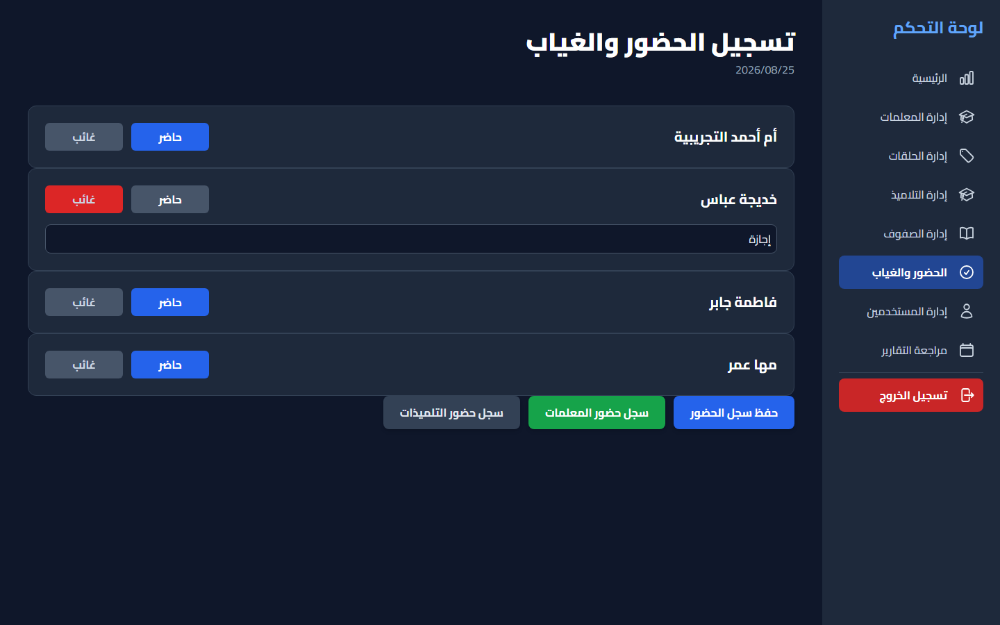 لوحة التحكم
الرئيسية
إدارة المعلمات
إدارة الحلقات
إدارة التلاميذ
إدارة الصفوف
الحضور والغياب
إدارة المستخدمين
مراجعة التقارير
تسجيل الخروج
تسجيل الحضور والغياب
2026/08/25
أم أحمد التجريبية
حاضر
غائب
خديجة عباس
حاضر
غائب
إجازة
فاطمة جابر
حاضر
غائب
مها عمر
حاضر
غائب
حفظ سجل الحضور
سجل حضور المعلمات
سجل حضور التلميذات